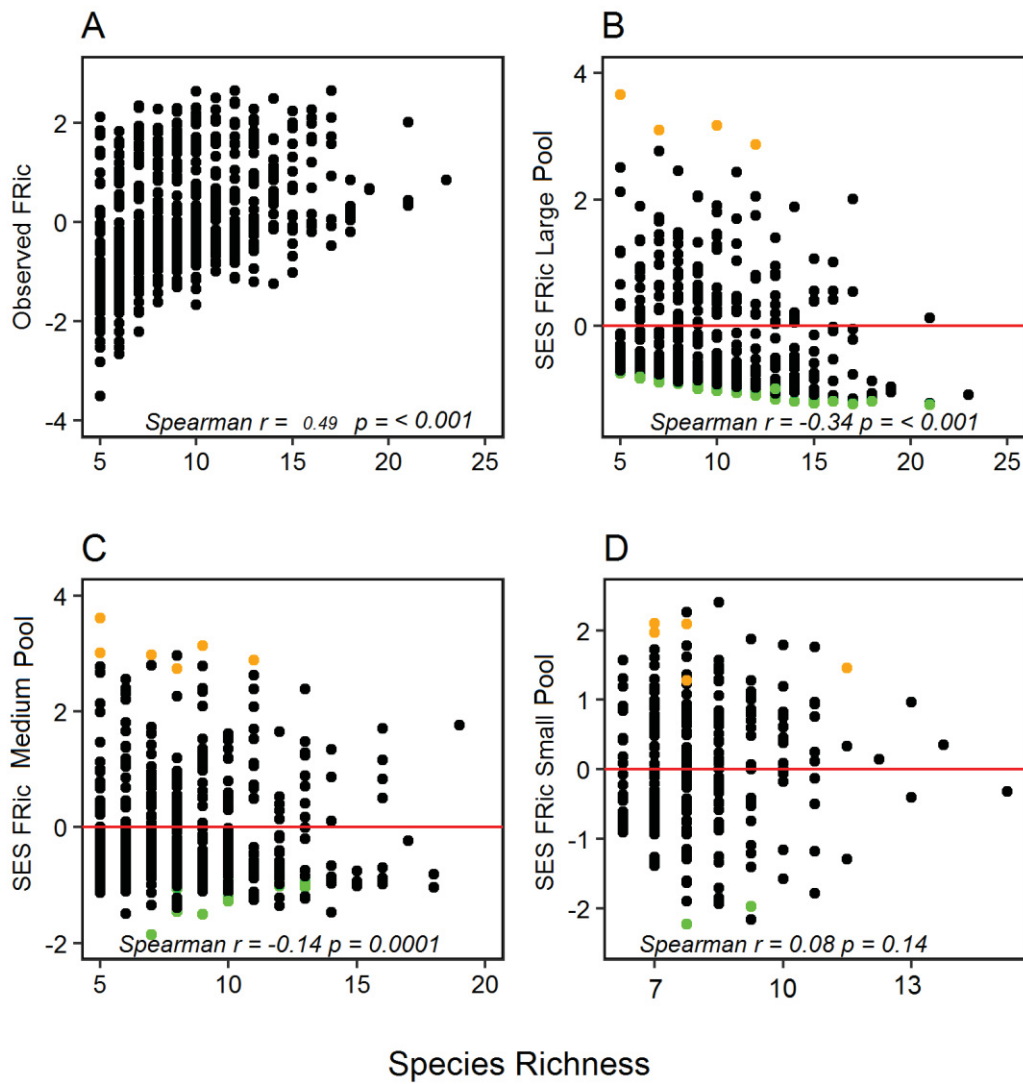 A
Observed FRic
2
0
-2
-4
Spearman r = 0.49 p = < 0.001
5
10
15
20
25
B
SES FRic Large Pool
4
2
0
Spearman r = -0.34 p = < 0.001
5
10
15
20
25
C
SES FRic Medium Pool
4
2
0
-2
Spearman r = -0.14 p = 0.0001
5
10
15
20
D
SES FRic Small Pool
2
1
0
-1
-2
Spearman r = 0.08 p = 0.14
7
10
13
Species Richness